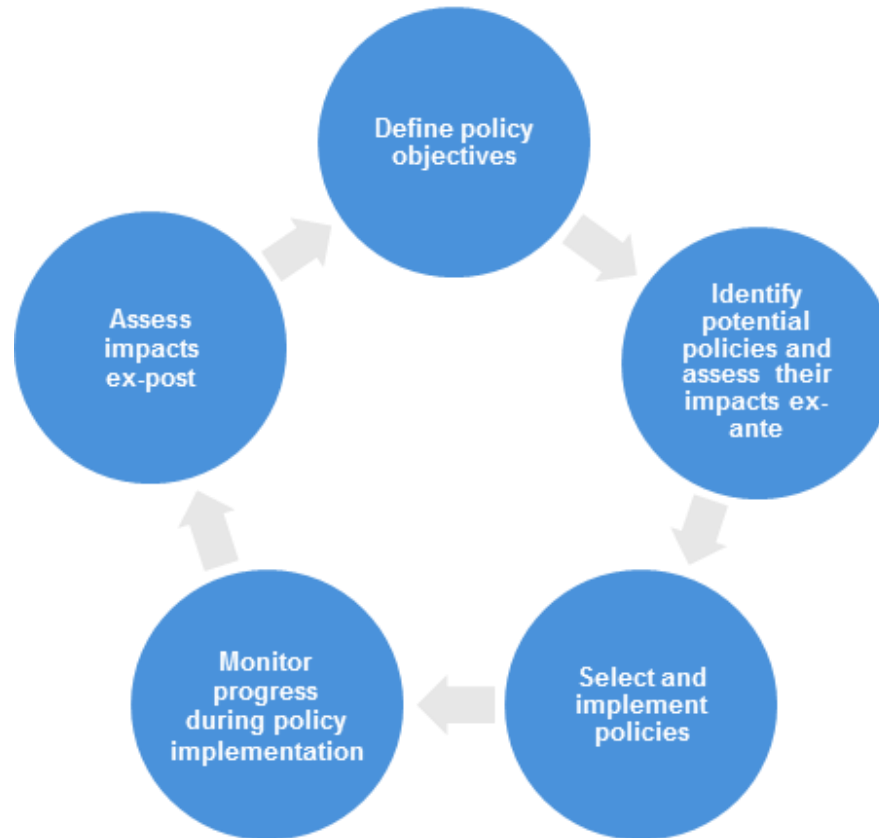 Define policy
objectives
Identify
potential
policies and
assess their
impacts ex-
ante
Select and
implement
policies
Monitor
progress
during policy
implementation
Assess
impacts
ex-post